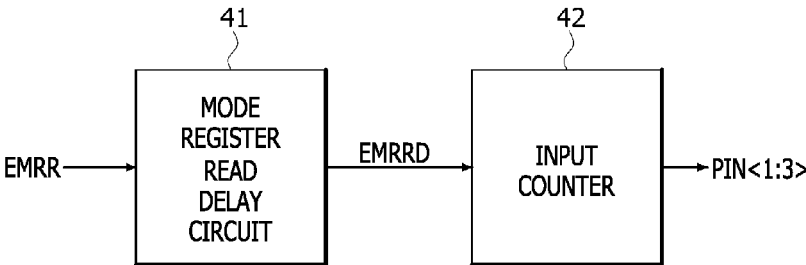 41
42
MODE
REGISTER
READ
DELAY
CIRCUIT
EMRR
EMRRD
INPUT
COUNTER
PIN<1:3>